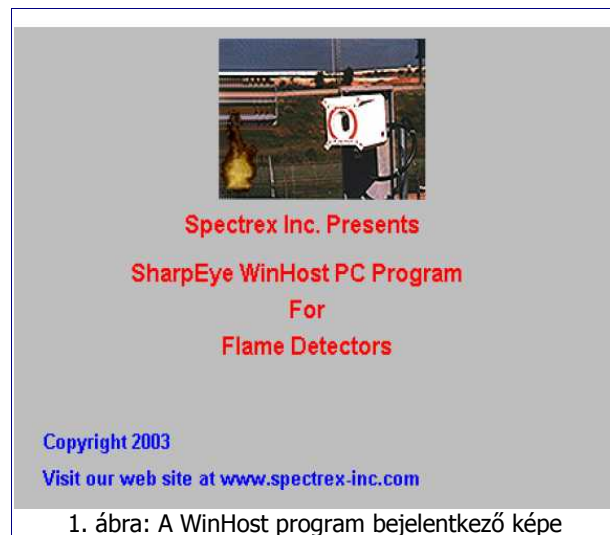 Spectrex Inc. Presents
SharpEye WinHost PC Program
For
Flame Detectors
Copyright 2003
Visit our web site at www.spectrex-inc.com
1. ábra: A WinHost program bejelentkező képe